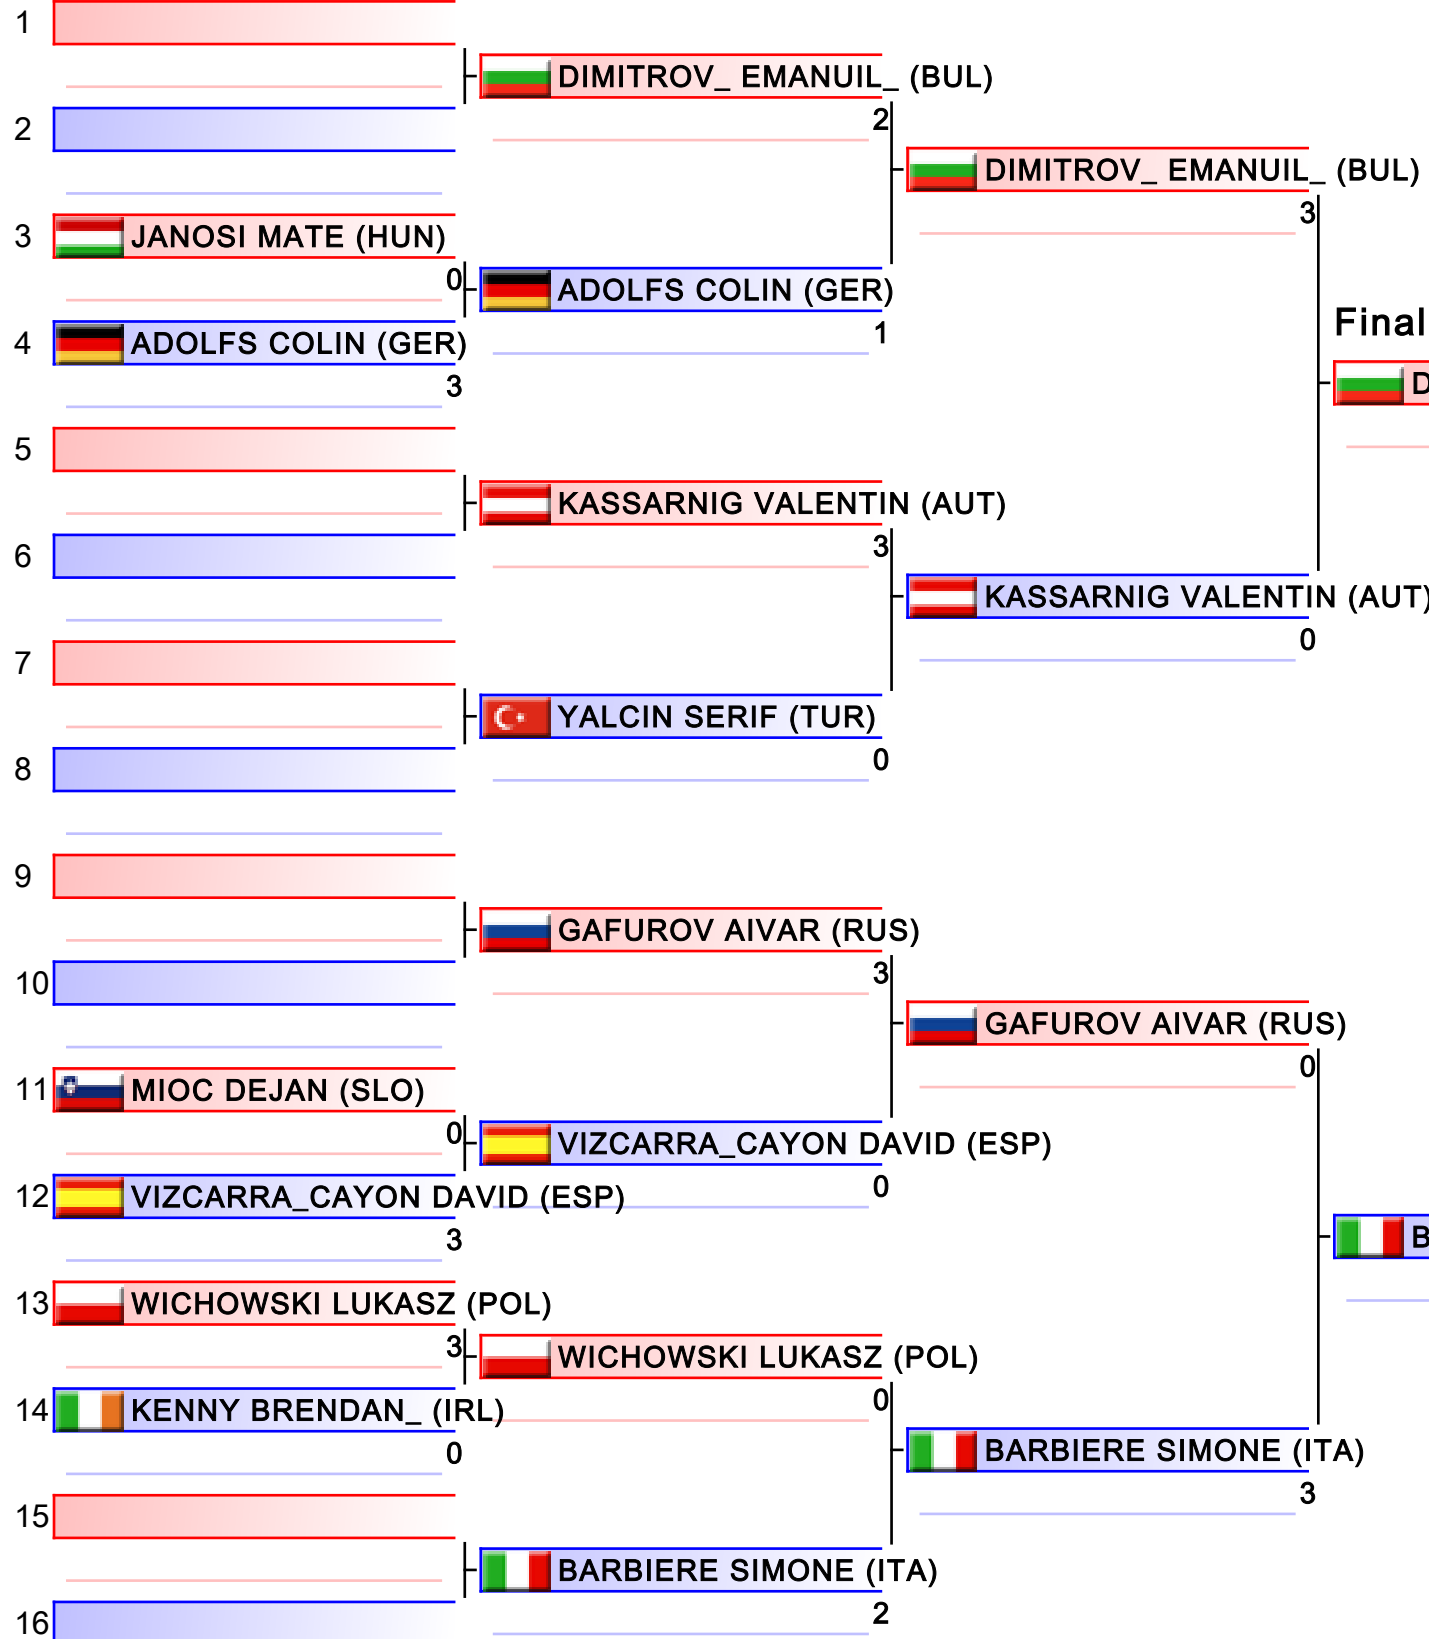 1
DIMITROV_ EMANUIL_ (BUL)
2
2
DIMITROV_ EMANUIL_ (BUL)
3
3
JANOSI MATE (HUN)
0
ADOLFS COLIN (GER)
1
Final
4
ADOLFS COLIN (GER)
3
D
5
KASSARNIG VALENTIN (AUT)
3
6
KASSARNIG VALENTIN (AUT)
0
7
YALCIN SERIF (TUR)
0
8
9
GAFUROV AIVAR (RUS)
3
10
GAFUROV AIVAR (RUS)
0
11
MIOC DEJAN (SLO)
0
VIZCARRA_CAYON DAVID (ESP)
0
12
VIZCARRA_CAYON DAVID (ESP)
3
B
13
WICHOWSKI LUKASZ (POL)
3
WICHOWSKI LUKASZ (POL)
0
14
KENNY BRENDAN_ (IRL)
0
BARBIERE SIMONE (ITA)
3
15
BARBIERE SIMONE (ITA)
2
16